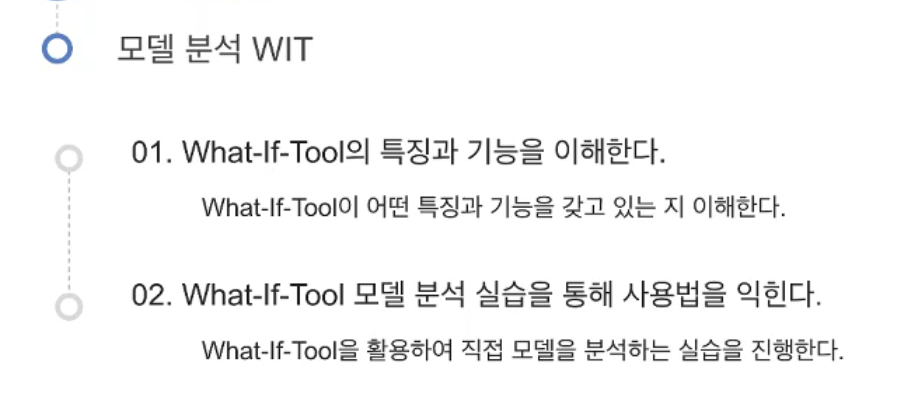 모델 분석 WIT
01. What-If-Tool의 특징과 기능을 이해한다.
What-If-Tool이 어떤 특징과 기능을 갖고 있는 지 이해한다.
02. What-If-Tool 모델 분석 실습을 통해 사용법을 익힌다.
What-If-Tool을 활용하여 직접 모델을 분석하는 실습을 진행한다.